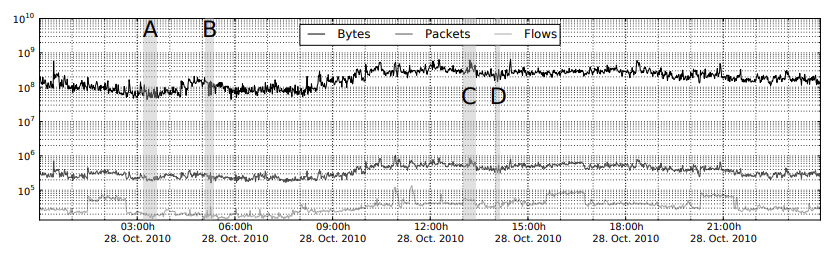 10^10
A
B
Bytes
Packets
Flows
10^9
10^8
C
D
10^7
10^6
10^5
03:00h
06:00h
09:00h
12:00h
15:00h
18:00h
21:00h
28. Oct. 2010
28. Oct. 2010
28. Oct. 2010
28. Oct. 2010
28. Oct. 2010
28. Oct. 2010
28. Oct. 2010